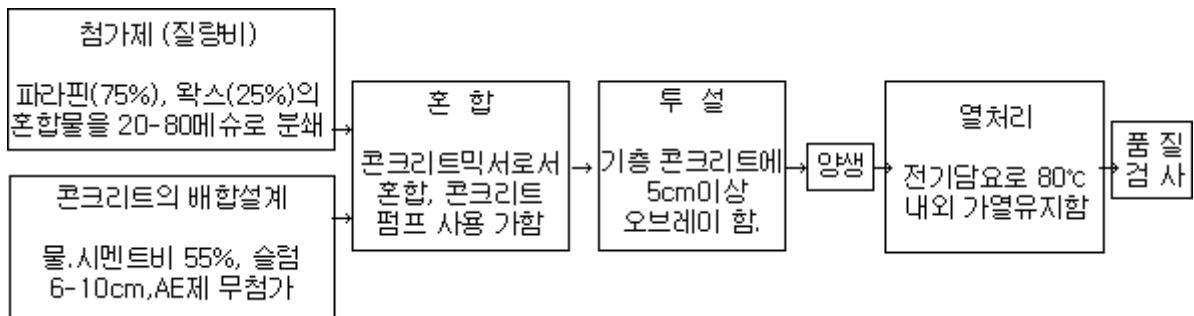 첨가제 (질량비)
파라핀(75%), 왁스(25%)의
혼합물을 20-80메슈로 분쇄
콘크리트의 배합설계
물.시멘트비 55%, 슬럼
6-10cm,AE제 무첨가
혼 합
콘크리트믹서로서
혼합, 콘크리트
펌프 사용 가함
투 설
기층 콘크리트에
5cm이상
오브레이 함.
양생
열처리
전기담요로 80℃
내외 가열유지함
품 질
검 사